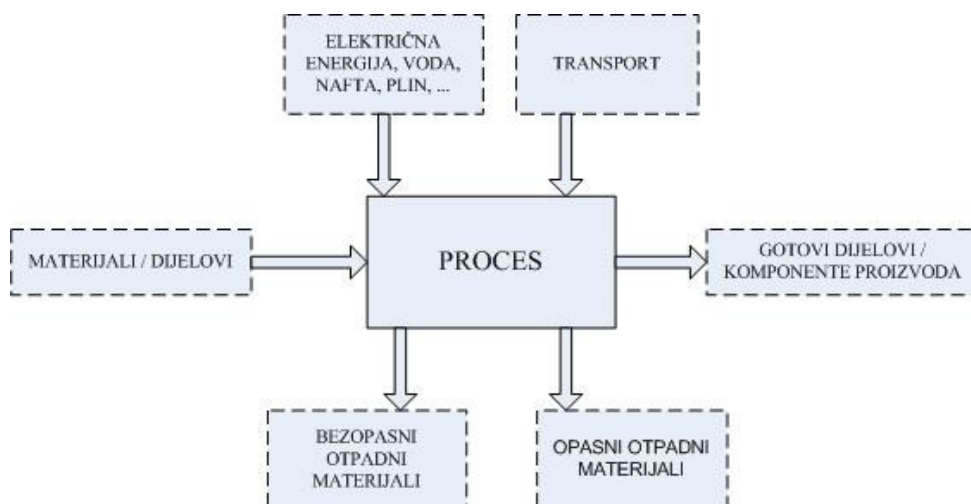 ELEKTRIČNA
ENERGIJA, VODA,
NAFTA, PLIN, ...
TRANSPORT
MATERIJALI / DIJELOVI
PROCES
GOTOVI DIJELOVI /
KOMPONENTE PROIZVODA
BEZOPASNI
OTPADNI
MATERIJALI
OPASNI OTPADNI
MATERIJALI